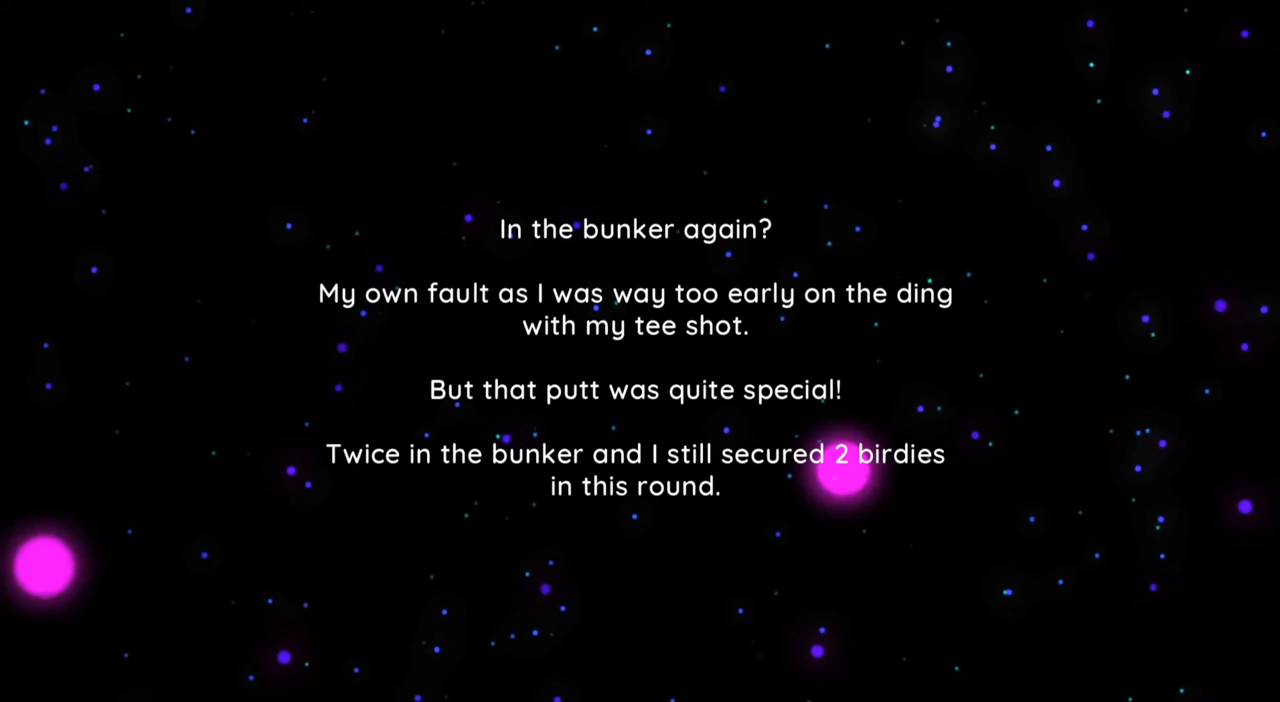 In the bunker again?
My own fault as I was way too early on the ding
with my tee shot.
But that putt was quite special!
Twice in the bunker and I still secured 2 birdies
in this round.